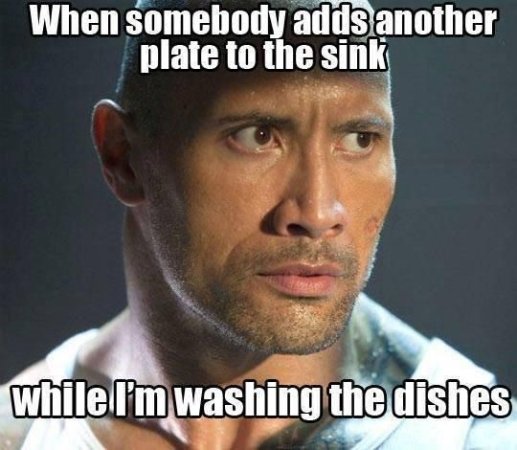 When somebody adds another
plate to the sink
while I'm washing the dishes